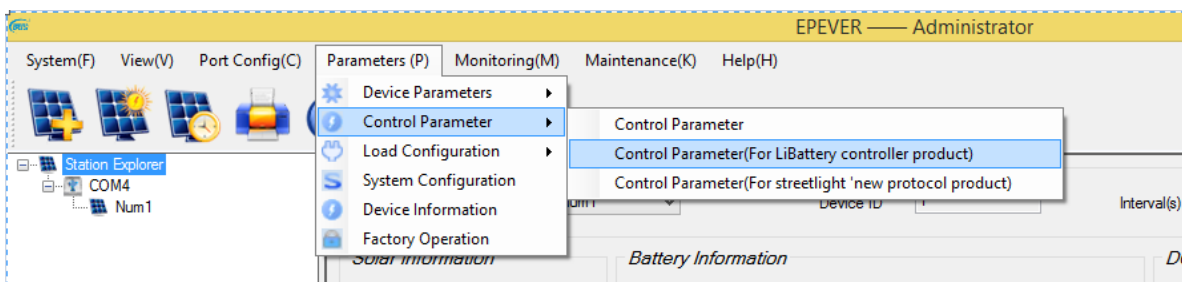 EPEVER —— Administrator
System(F) View(V) Port Config(C) Parameters (P) Monitoring(M) Maintenance(K) Help(H)
Device Parameters
Control Parameter
Load Configuration
System Configuration
Device Information
Factory Operation
Control Parameter
Control Parameter(For LiBattery controller product)
Control Parameter(For streetlight 'new protocol product)
Station Explorer
COM4
Num1
Device ID
Interval(s)
Solar Information
Battery Information